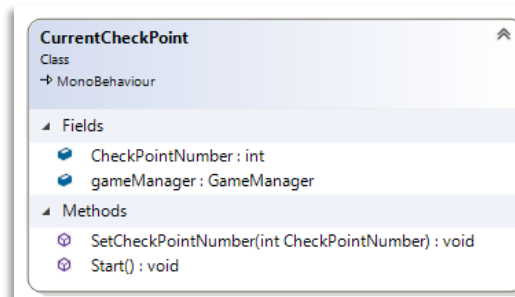 CurrentCheckPoint
Class
MonoBehaviour
Fields
CheckPointNumber : int
gameManager : GameManager
Methods
SetCheckPointNumber(int CheckPointNumber) : void
Start() : void